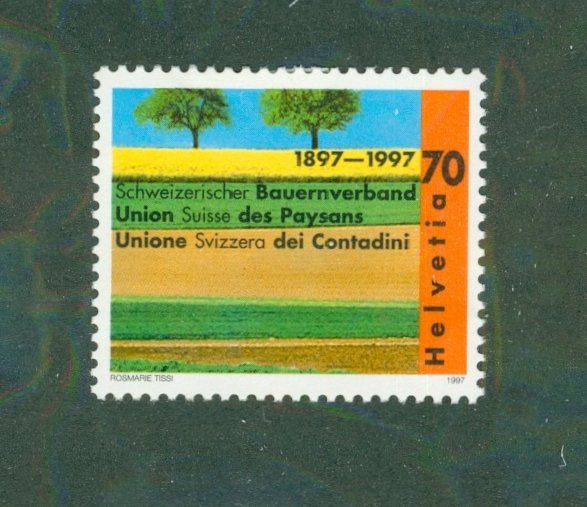 1897–1997
70
Schweizerischer Bauernverband
Union Suisse des Paysans
Unione Svizzera dei Contadini
Helvetia
ROSMARIE TISSI
1997